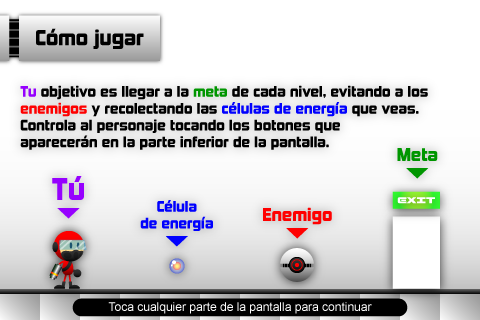 Cómo jugar
Tu objetivo es llegar a la meta de cada nivel, evitando a los
enemigos y recolectando las células de energía que veas.
Controla al personaje tocando los botones que
aparecerán en la parte inferior de la pantalla.
Meta
Tú
Célula
de energía
Enemigo
EXIT
Toca cualquier parte de la pantalla para continuar